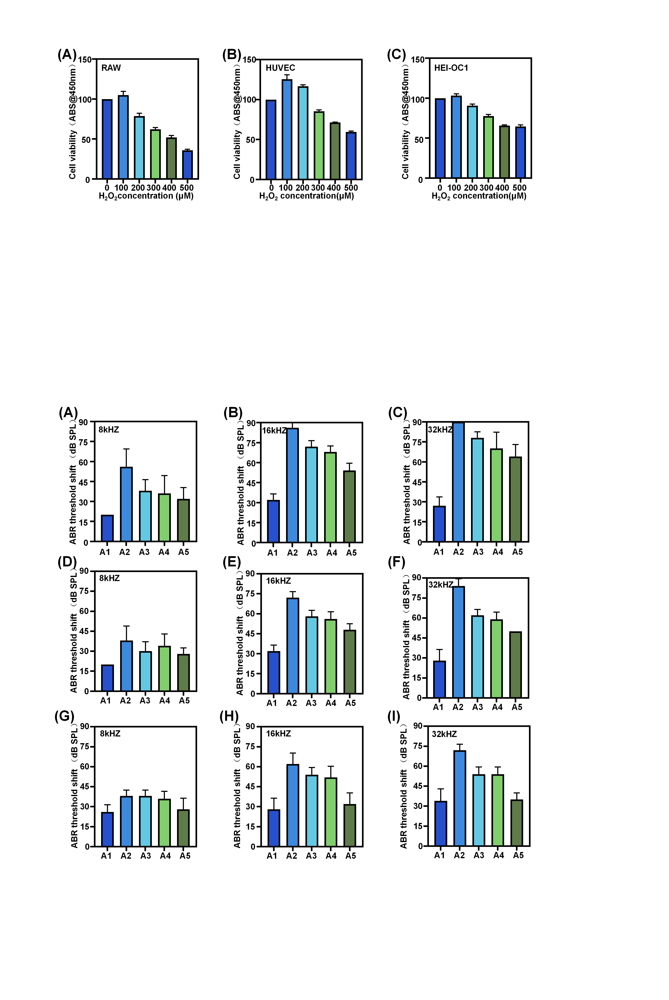 (A)
Cell viability（ABS@450nm）
150
100
50
0
RAW
0 100 200 300 400 500
H₂O₂concentration (μM)
(B)
Cell viability（ABS@450nm）
150
100
50
0
HUVEC
0 100 200 300 400 500
H₂O₂ concentration(μM)
(C)
Cell viability（ABS@450nm）
150
100
50
0
HEI-OC1
0 100 200 300 400 500
H₂O₂ concentration(μM)
(A)
ABR threshold shift（dB SPL）
90
75
60
45
30
15
0
8kHZ
A1 A2 A3 A4 A5
(B)
ABR threshold shift（dB SPL）
90
75
60
45
30
15
0
16kHZ
A1 A2 A3 A4 A5
(C)
ABR threshold shift（dB SPL）
90
75
60
45
30
15
0
32kHZ
A1 A2 A3 A4 A5
(D)
ABR threshold shift（dB SPL）
90
75
60
45
30
15
0
8kHZ
A1 A2 A3 A4 A5
(E)
ABR threshold shift（dB SPL）
90
75
60
45
30
15
0
16kHZ
A1 A2 A3 A4 A5
(F)
ABR threshold shift（dB SPL）
90
75
60
45
30
15
0
32kHZ
A1 A2 A3 A4 A5
(G)
ABR threshold shift（dB SPL）
90
75
60
45
30
15
0
8kHZ
A1 A2 A3 A4 A5
(H)
ABR threshold shift（dB SPL）
90
75
60
45
30
15
0
16kHZ
A1 A2 A3 A4 A5
(I)
ABR threshold shift（dB SPL）
90
75
60
45
30
15
0
32kHZ
A1 A2 A3 A4 A5